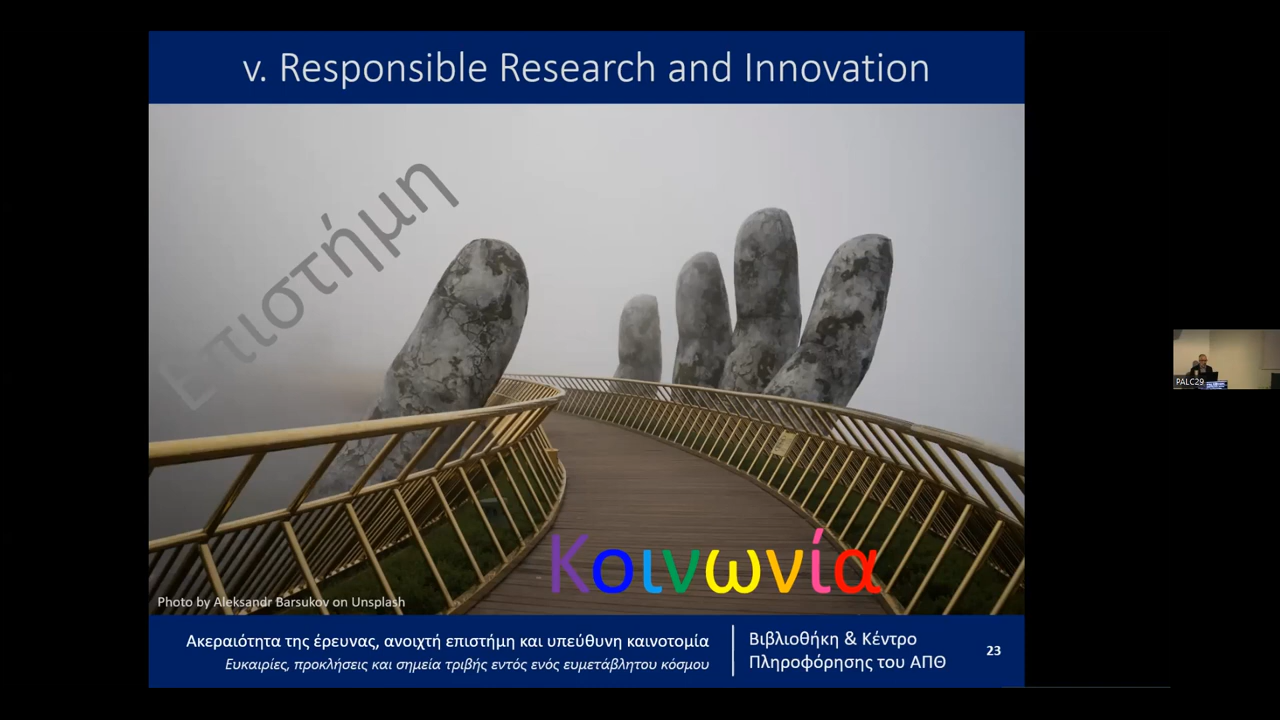 v. Responsible Research and Innovation
Επιστήμη
Κοινωνία
Photo by Aleksandr Barsukov on Unsplash
Ακεραιότητα της έρευνας, ανοιχτή επιστήμη και υπεύθυνη καινοτομία
Ευκαιρίες, προκλήσεις και σημεία τριβής εντός ενός ευμετάβλητου κόσμου
Βιβλιοθήκη & Κέντρο
Πληροφόρησης του ΑΠΘ
23
PALC29